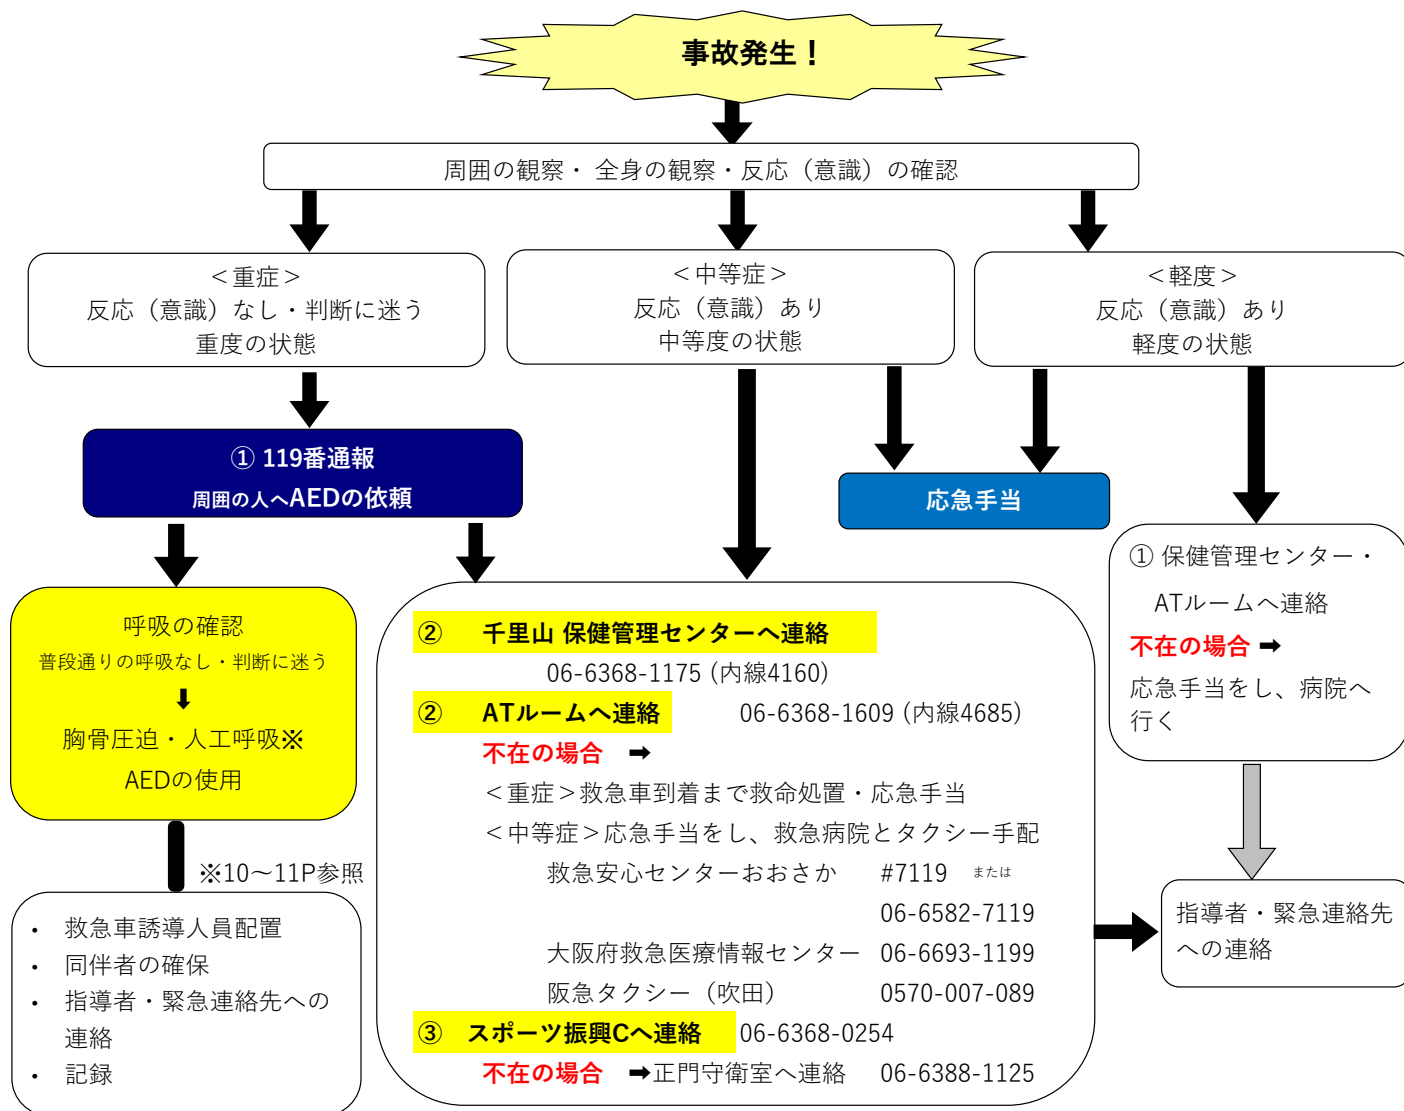 事故発生！
周囲の観察・ 全身の観察・反応（意識）の確認
＜重症＞
反応（意識）なし・判断に迷う
重度の状態
＜中等症＞
反応（意識）あり
中等度の状態
＜軽度＞
反応（意識）あり
軽度の状態
① 119番通報
周囲の人へAEDの依頼
応急手当
呼吸の確認
普段通りの呼吸なし・判断に迷う
⬇
胸骨圧迫・人工呼吸※
AEDの使用
※10～11P参照
• 救急車誘導人員配置
• 同伴者の確保
• 指導者・緊急連絡先への
連絡
• 記録
② 千里山 保健管理センターへ連絡
06-6368-1175 (内線4160)
② ATルームへ連絡 06-6368-1609 (内線4685)
不在の場合 ➡
＜重症＞救急車到着まで救命処置・応急手当
＜中等症＞応急手当をし、救急病院とタクシー手配
救急安心センターおおさか #7119 または
06-6582-7119
大阪府救急医療情報センター 06-6693-1199
阪急タクシー（吹田） 0570-007-089
③ スポーツ振興Cへ連絡 06-6368-0254
不在の場合 ➡正門守衛室へ連絡 06-6388-1125
① 保健管理センター・
ATルームへ連絡
不在の場合 ➡
応急手当をし、病院へ
行く
指導者・緊急連絡先
への連絡